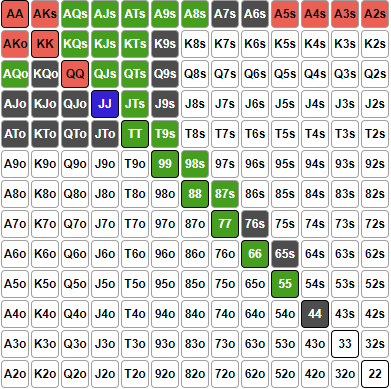 AA AKs AQs AJs ATs A9s A8s A7s A6s A5s A4s A3s A2s
AKo KK KQs KJs KTs K9s K8s K7s K6s K5s K4s K3s K2s
AQo KQo QQ QJs QTs Q9s Q8s Q7s Q6s Q5s Q4s Q3s Q2s
AJo KJo QJo JJ JTs J9s J8s J7s J6s J5s J4s J3s J2s
ATo KTo QTo JTo TT T9s T8s T7s T6s T5s T4s T3s T2s
A9o K9o Q9o J9o T9o 99 98s 97s 96s 95s 94s 93s 92s
A8o K8o Q8o J8o T8o 98o 88 87s 86s 85s 84s 83s 82s
A7o K7o Q7o J7o T7o 97o 87o 77 76s 75s 74s 73s 72s
A6o K6o Q6o J6o T6o 96o 86o 76o 66 65s 64s 63s 62s
A5o K5o Q5o J5o T5o 95o 85o 75o 65o 55 54s 53s 52s
A4o K4o Q4o J4o T4o 94o 84o 74o 64o 54o 44 43s 42s
A3o K3o Q3o J3o T3o 93o 83o 73o 63o 53o 43o 33 32s
A2o K2o Q2o J2o T2o 92o 82o 72o 62o 52o 42o 32o 22